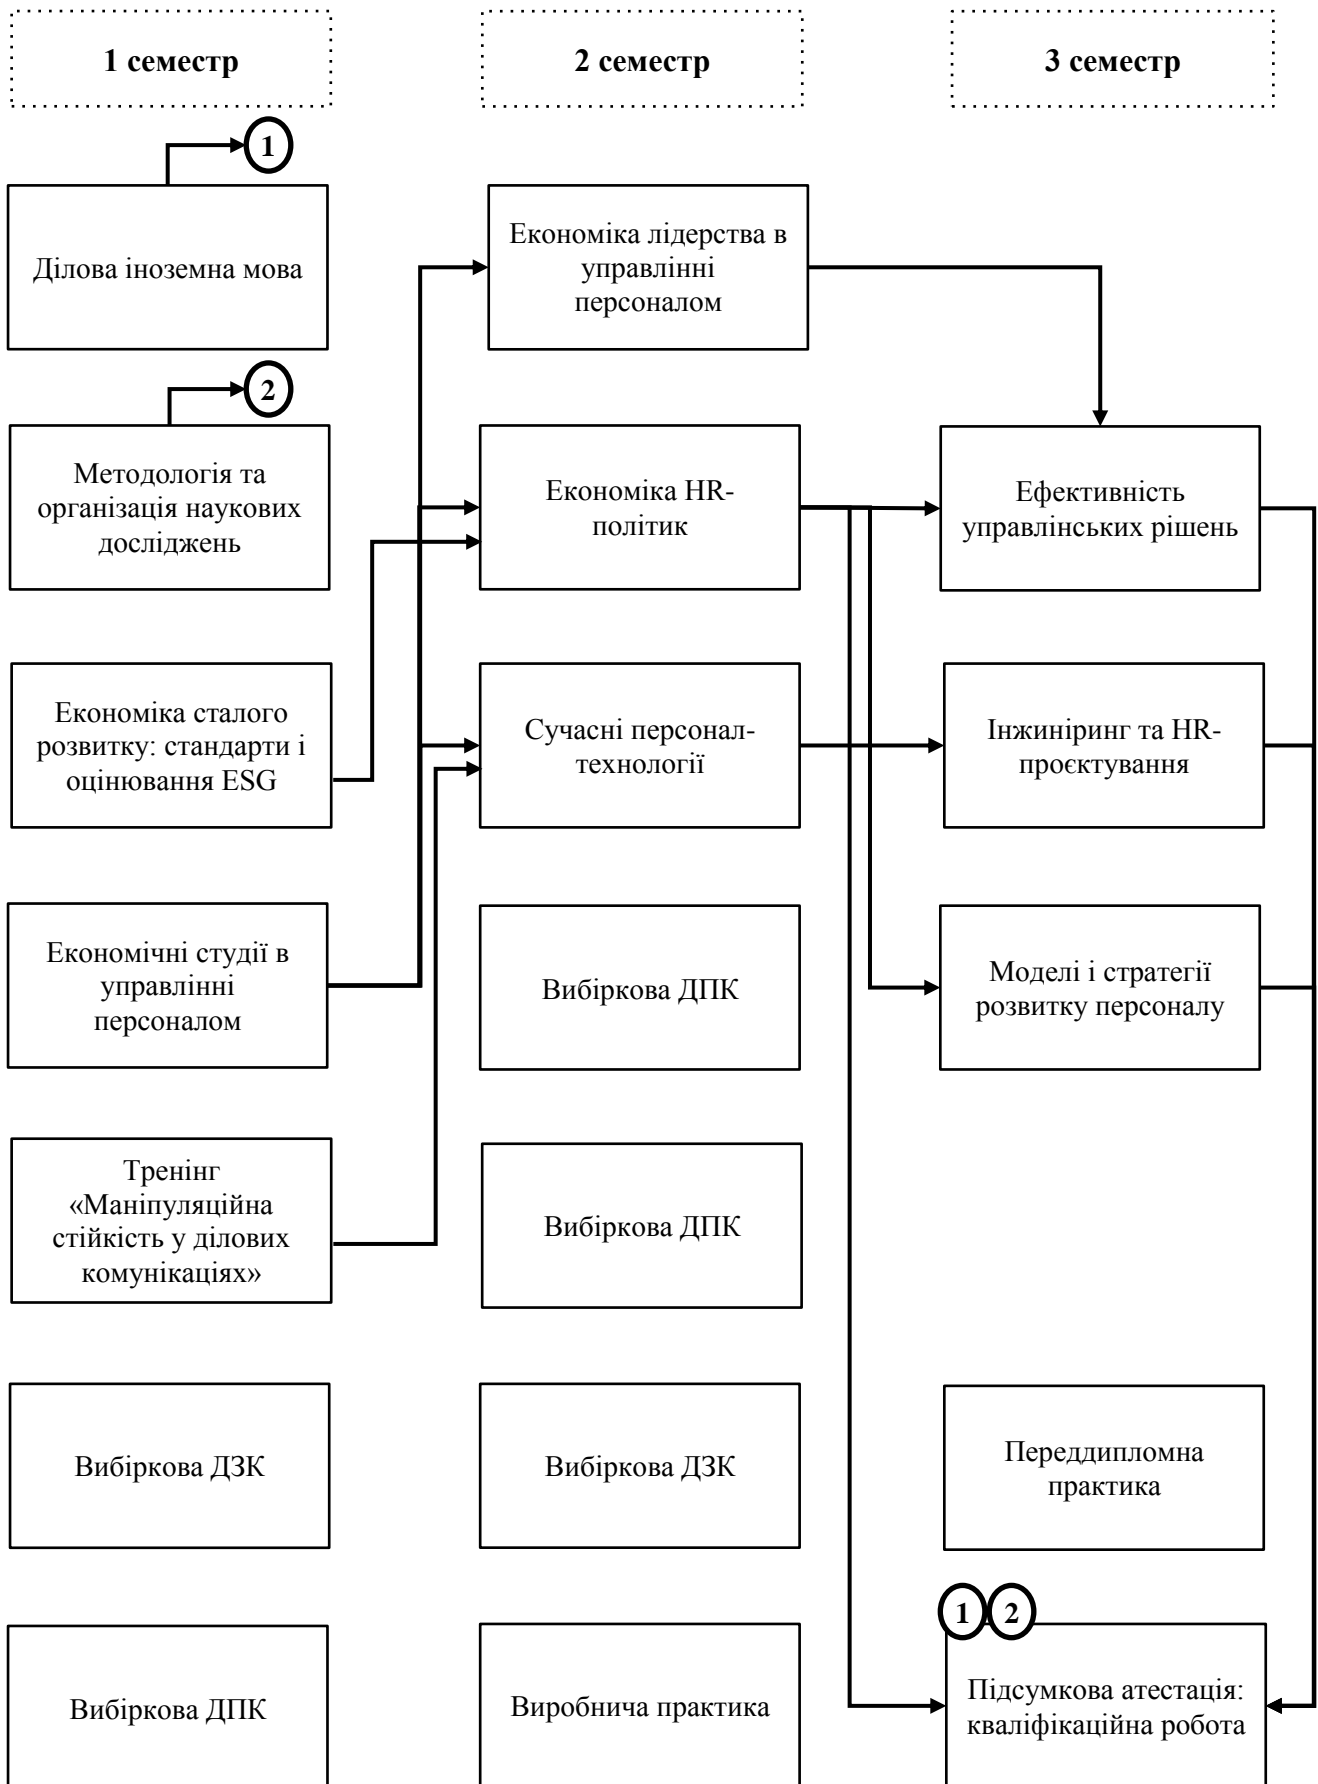 1 семестр
2 семестр
3 семестр
1
Ділова іноземна мова
Економіка лідерства в
управлінні
персоналом
2
Методологія та
організація наукових
досліджень
Економіка HR-
політик
Ефективність
управлінських рішень
Економіка сталого
розвитку: стандарти і
оцінювання ESG
Сучасні персонал-
технології
Інжиніринг та HR-
проєктування
Економічні студії в
управлінні
персоналом
Вибіркова ДПК
Моделі і стратегії
розвитку персоналу
Тренінг
«Маніпуляційна
стійкість у ділових
комунікаціях»
Вибіркова ДПК
Вибіркова ДЗК
Вибіркова ДЗК
Переддипломна
практика
1
2
Вибіркова ДПК
Виробнича практика
Підсумкова атестація:
кваліфікаційна робота